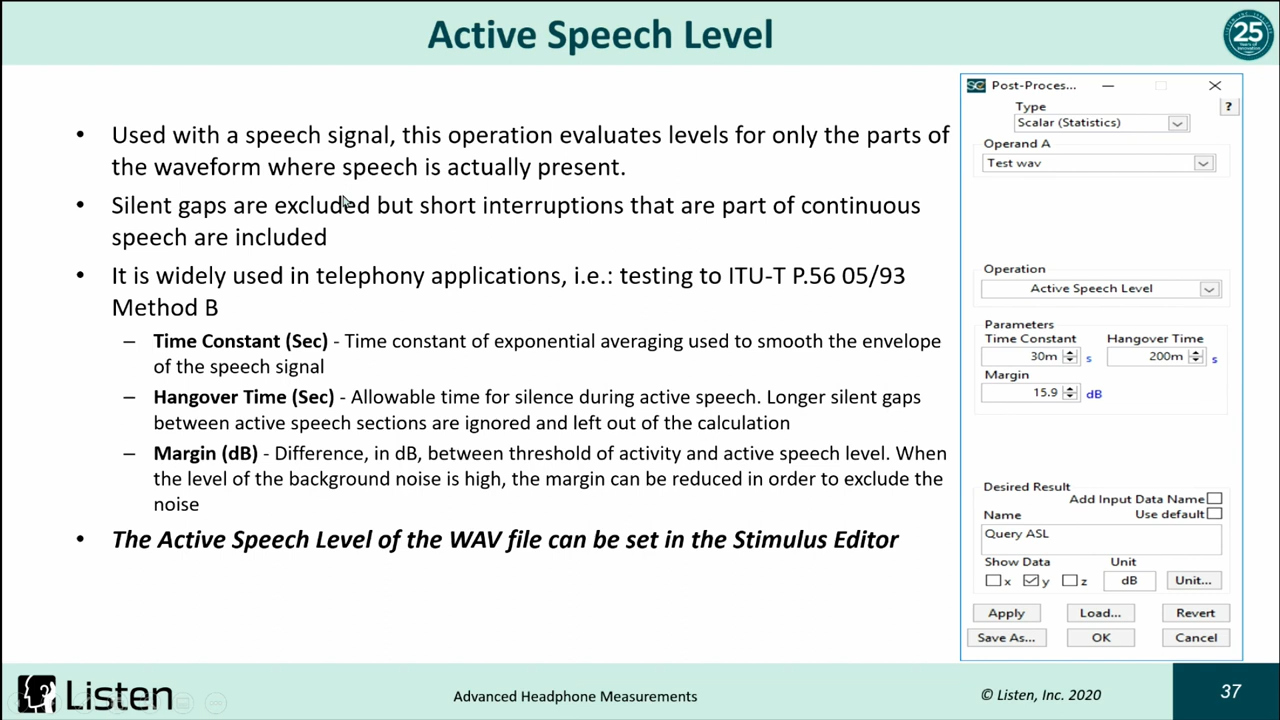 Active Speech Level
25
• Used with a speech signal, this operation evaluates levels for only the parts of
the waveform where speech is actually present.
• Silent gaps are excluded but short interruptions that are part of continuous
speech are included
• It is widely used in telephony applications, i.e.: testing to ITU-T P.56 05/93
Method B
– Time Constant (Sec) - Time constant of exponential averaging used to smooth the envelope
of the speech signal
– Hangover Time (Sec) - Allowable time for silence during active speech. Longer silent gaps
between active speech sections are ignored and left out of the calculation
– Margin (dB) - Difference, in dB, between threshold of activity and active speech level. When
the level of the background noise is high, the margin can be reduced in order to exclude the
noise
• The Active Speech Level of the WAV file can be set in the Stimulus Editor
SC Post-Proces...
Type
?
Scalar (Statistics)
Operand A
Test wav
Operation
Active Speech Level
Parameters
Time Constant Hangover Time
30m s 200m s
Margin
15.9 dB
Desired Result
Add Input Data Name
Name Use default
Query ASL
Show Data Unit
x y z dB Unit...
Apply Load... Revert
Save As... OK Cancel
Listen
Advanced Headphone Measurements
© Listen, Inc. 2020
37